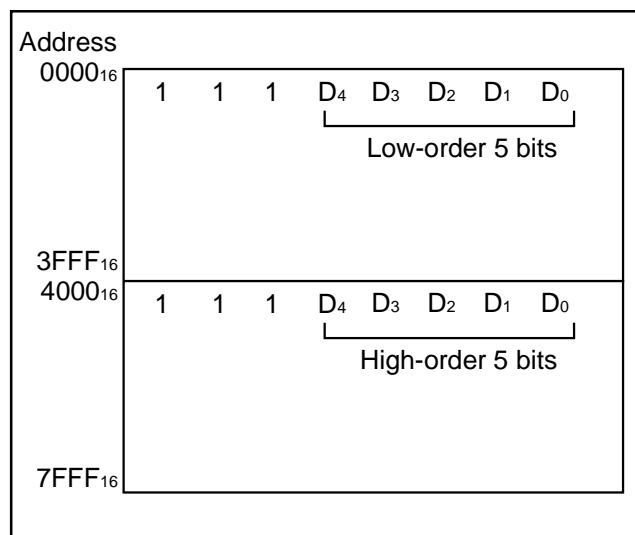 Address
0000₁₆
1 1 1 D₄ D₃ D₂ D₁ D₀
Low-order 5 bits
3FFF₁₆
4000₁₆
1 1 1 D₄ D₃ D₂ D₁ D₀
High-order 5 bits
7FFF₁₆